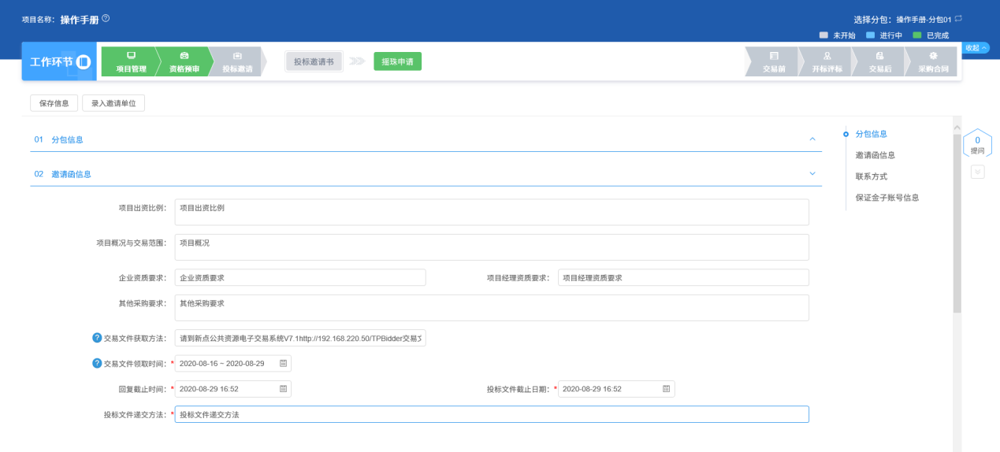 项目名称: 操作手册
选择分包: 操作手册-分包01
未开始 进行中 已完成
工作环节
项目管理 资格预审 投标邀请
投标邀请书 摇珠申请
交易前 开标评标 交易后 采购合同
收起
保存信息 录入邀请单位
01 分包信息
02 邀请函信息
分包信息
邀请函信息
联系方式
保证金子账号信息
0
提问
项目出资比例: 项目出资比例
项目概况与交易范围: 项目概况
企业资质要求: 企业资质要求 项目经理资质要求: 项目经理资质要求
其他采购要求: 其他采购要求
交易文件获取方法: 请到新点公共资源电子交易系统V7.1http://192.168.220.50/TPBidder交易文
交易文件领取时间: * 2020-08-16 ~ 2020-08-29
回复截止时间: * 2020-08-29 16:52 投标文件截止日期: * 2020-08-29 16:52
投标文件递交方法: * 投标文件递交方法